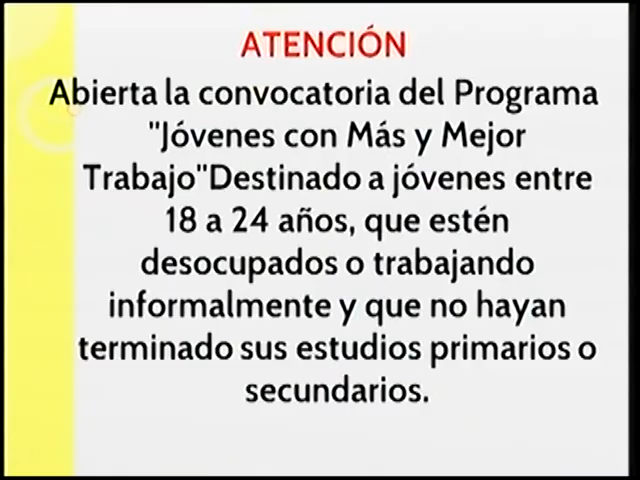 ATENCIÓN
Abierta la convocatoria del Programa
"Jóvenes con Más y Mejor
Trabajo"Destinado a jóvenes entre
18 a 24 años, que estén
desocupados o trabajando
informalmente y que no hayan
terminado sus estudios primarios o
secundarios.